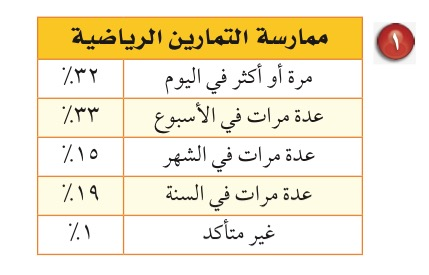 ١
ممارسة التمارين الرياضية
مرة أو أكثر في اليوم ٣٢٪
عدة مرات في الأسبوع ٣٣٪
عدة مرات في الشهر ١٥٪
عدة مرات في السنة ١٩٪
غير متأكد ١٪